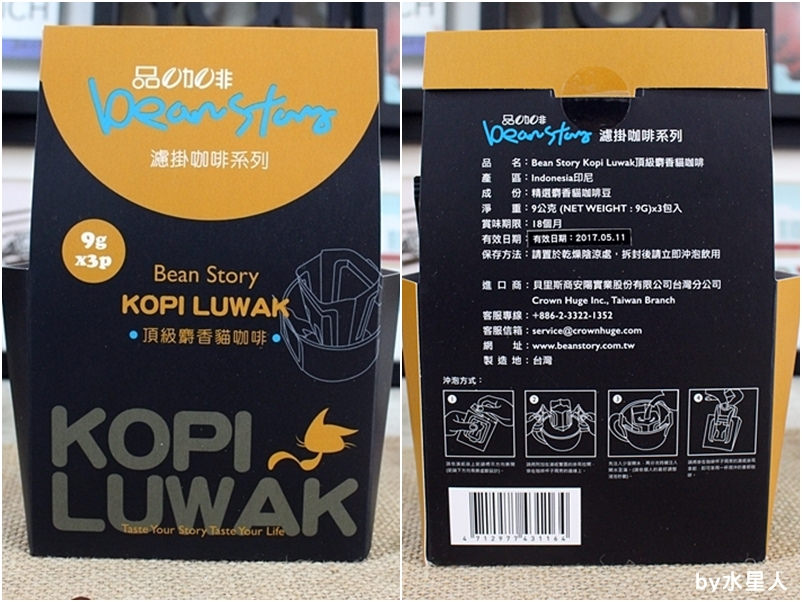 品咖啡
beanstory
濾掛咖啡系列
9g
x3p
Bean Story
KOPI LUWAK
•頂級麝香貓咖啡•
KOPI
LUWAK
Taste Your Story Taste Your Life
品咖啡
beanstory 濾掛咖啡系列
品名：Bean Story Kopi Luwak頂級麝香貓咖啡
產區：Indonesia印尼
成份：精選麝香貓咖啡豆
淨重：9公克 (NET WEIGHT : 9G)x3包入
賞味期限：18個月
有效日期：有效日期：2017.05.11
保存方法：請置於乾燥陰涼處，拆封後請立即沖泡飲用
進口商：貝里斯商安陽實業股份有限公司台灣分公司
Crown Huge Inc., Taiwan Branch
客服專線：+886-2-3322-1352
客服信箱：service@crownhuge.com
網址：www.beanstory.com.tw
製造地：台灣
沖泡方式：
1
2
3
4
4712977431164
by水星人